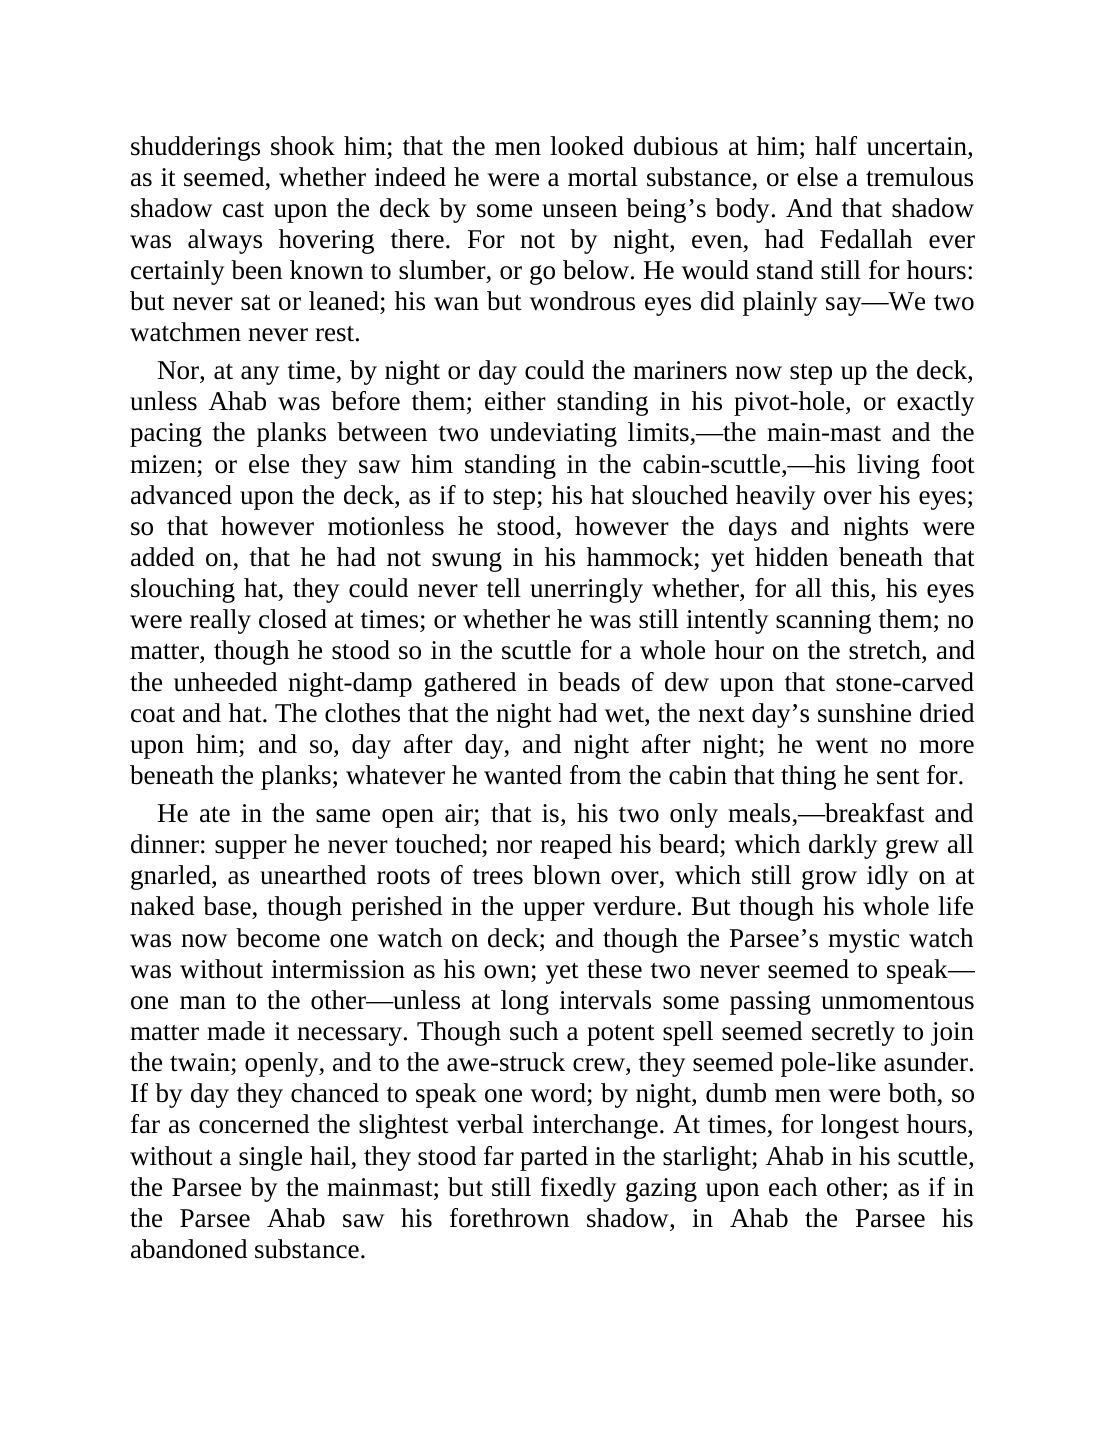 shudderings shook him; that the men looked dubious at him; half uncertain,
as it seemed, whether indeed he were a mortal substance, or else a tremulous
shadow cast upon the deck by some unseen being’s body. And that shadow
was always hovering there. For not by night, even, had Fedallah ever
certainly been known to slumber, or go below. He would stand still for hours:
but never sat or leaned; his wan but wondrous eyes did plainly say—We two
watchmen never rest.
Nor, at any time, by night or day could the mariners now step up the deck,
unless Ahab was before them; either standing in his pivot-hole, or exactly
pacing the planks between two undeviating limits,—the main-mast and the
mizen; or else they saw him standing in the cabin-scuttle,—his living foot
advanced upon the deck, as if to step; his hat slouched heavily over his eyes;
so that however motionless he stood, however the days and nights were
added on, that he had not swung in his hammock; yet hidden beneath that
slouching hat, they could never tell unerringly whether, for all this, his eyes
were really closed at times; or whether he was still intently scanning them; no
matter, though he stood so in the scuttle for a whole hour on the stretch, and
the unheeded night-damp gathered in beads of dew upon that stone-carved
coat and hat. The clothes that the night had wet, the next day’s sunshine dried
upon him; and so, day after day, and night after night; he went no more
beneath the planks; whatever he wanted from the cabin that thing he sent for.
He ate in the same open air; that is, his two only meals,—breakfast and
dinner: supper he never touched; nor reaped his beard; which darkly grew all
gnarled, as unearthed roots of trees blown over, which still grow idly on at
naked base, though perished in the upper verdure. But though his whole life
was now become one watch on deck; and though the Parsee’s mystic watch
was without intermission as his own; yet these two never seemed to speak—
one man to the other—unless at long intervals some passing unmomentous
matter made it necessary. Though such a potent spell seemed secretly to join
the twain; openly, and to the awe-struck crew, they seemed pole-like asunder.
If by day they chanced to speak one word; by night, dumb men were both, so
far as concerned the slightest verbal interchange. At times, for longest hours,
without a single hail, they stood far parted in the starlight; Ahab in his scuttle,
the Parsee by the mainmast; but still fixedly gazing upon each other; as if in
the Parsee Ahab saw his forethrown shadow, in Ahab the Parsee his
abandoned substance.